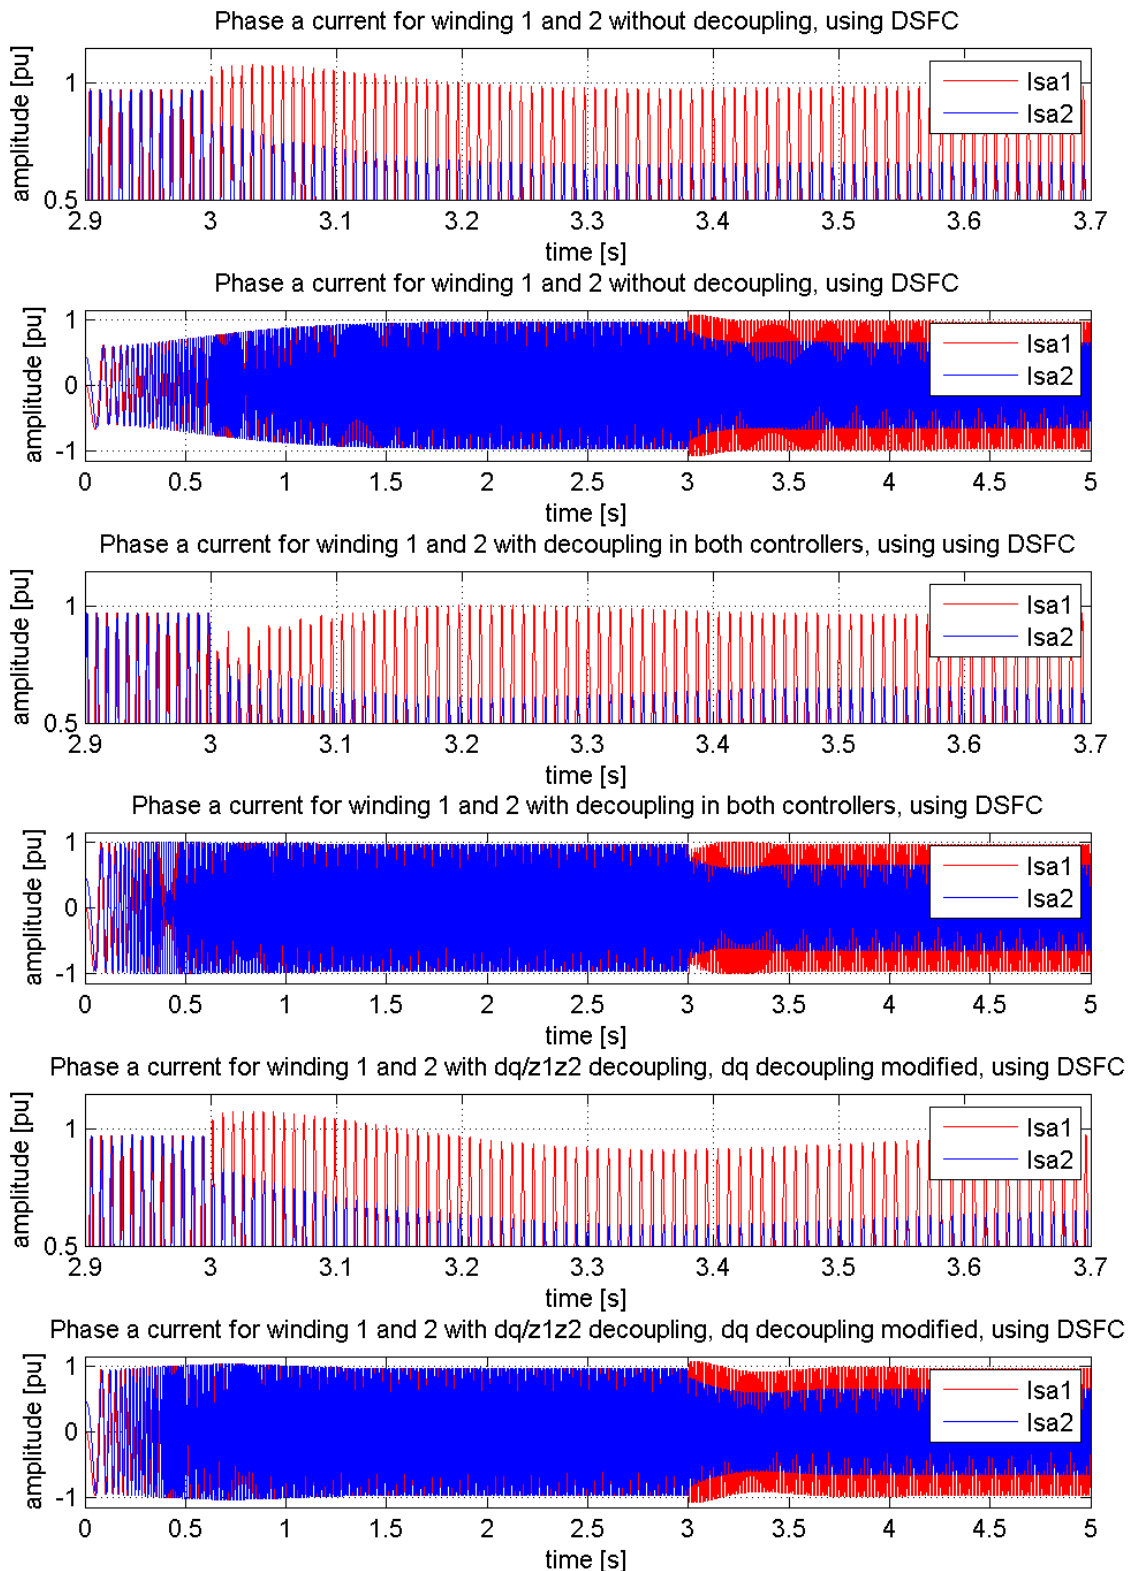 Phase a current for winding 1 and 2 without decoupling, using DSFC
amplitude [pu]
1
0.5
Isa1
Isa2
2.9 3 3.1 3.2 3.3 3.4 3.5 3.6 3.7
time [s]
Phase a current for winding 1 and 2 without decoupling, using DSFC
amplitude [pu]
1
0
-1
Isa1
Isa2
0 0.5 1 1.5 2 2.5 3 3.5 4 4.5 5
time [s]
Phase a current for winding 1 and 2 with decoupling in both controllers, using using DSFC
amplitude [pu]
1
0.5
Isa1
Isa2
2.9 3 3.1 3.2 3.3 3.4 3.5 3.6 3.7
time [s]
Phase a current for winding 1 and 2 with decoupling in both controllers, using DSFC
amplitude [pu]
1
0
-1
Isa1
Isa2
0 0.5 1 1.5 2 2.5 3 3.5 4 4.5 5
time [s]
Phase a current for winding 1 and 2 with dq/z1z2 decoupling, dq decoupling modified, using DSFC
amplitude [pu]
1
0.5
Isa1
Isa2
2.9 3 3.1 3.2 3.3 3.4 3.5 3.6 3.7
time [s]
Phase a current for winding 1 and 2 with dq/z1z2 decoupling, dq decoupling modified, using DSFC
amplitude [pu]
1
0
-1
Isa1
Isa2
0 0.5 1 1.5 2 2.5 3 3.5 4 4.5 5
time [s]